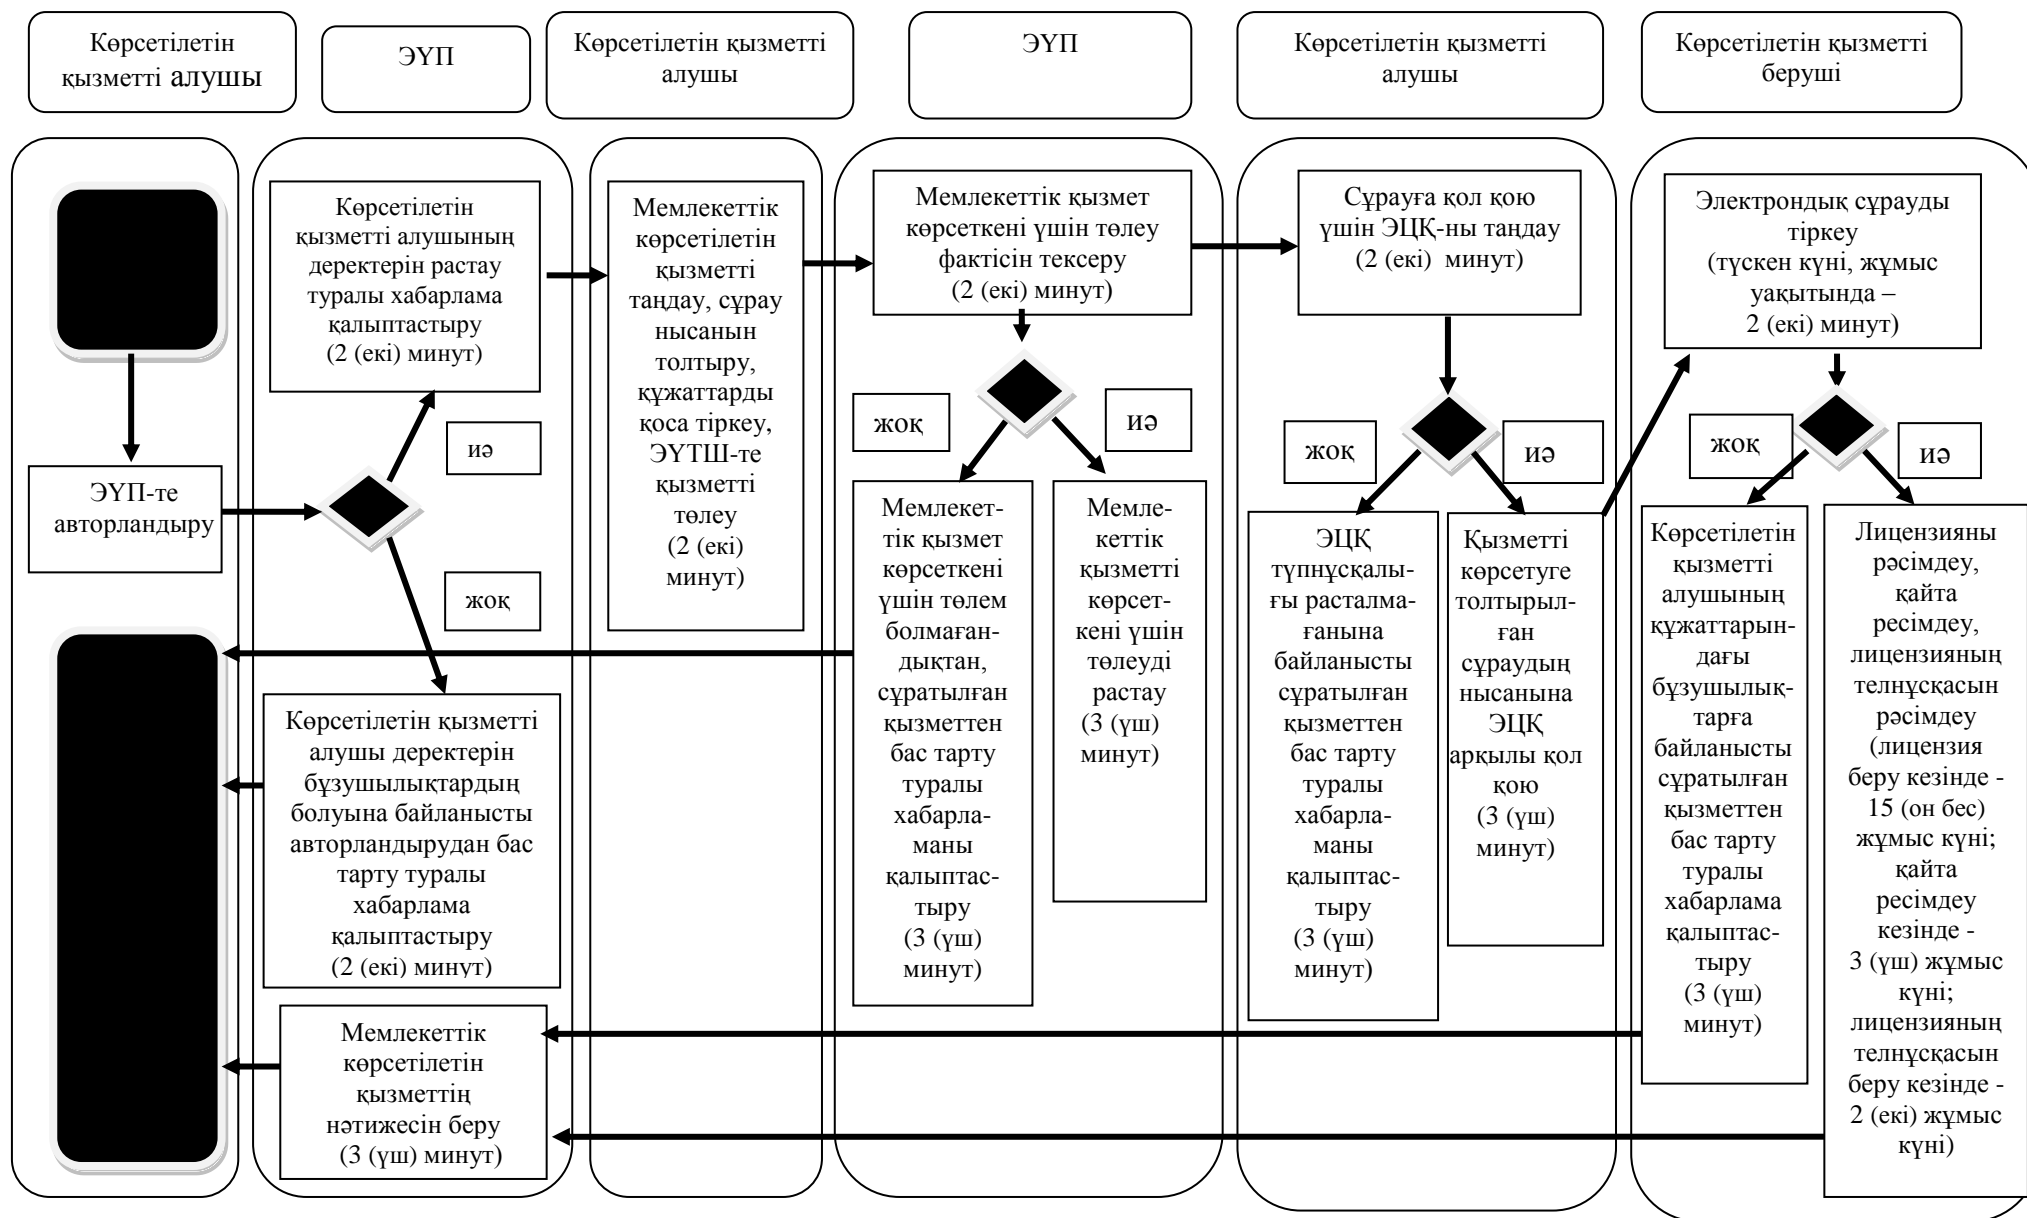 Көрсетілетін
қызметті алушы
ЭҮП
Көрсетілетін қызметті
алушы
ЭҮП
Көрсетілетін қызметті
алушы
Көрсетілетін қызметті
беруші
ЭҮП-те
авторландыру
Көрсетілетін
қызметті алушының
деректерін растау
туралы хабарлама
қалыптастыру
(2 (екі) минут)
иә
жоқ
Көрсетілетін қызметті
алушы деректерін
бұзушылықтардың
болуына байланысты
авторландырудан бас
тарту туралы
хабарлама
қалыптастыру
(2 (екі) минут)
Мемлекеттік
көрсетілетін
қызметтің
нәтижесін беру
(3 (үш) минут)
Мемлекеттік
көрсетілетін
қызметті
таңдау, сұрау
нысанын
толтыру,
құжаттарды
қоса тіркеу,
ЭҮТШ-те
қызметті
төлеу
(2 (екі)
минут)
Мемлекеттік қызмет
көрсеткені үшін төлеу
фактісін тексеру
(2 (екі) минут)
жоқ
иә
Мемлекет-
тік қызмет
көрсеткені
үшін төлем
болмаған-
дықтан,
сұратылған
қызметтен
бас тарту
туралы
хабарла-
маны
қалыптас-
тыру
(3 (үш)
минут)
Мемле-
кеттік
қызметті
көрсет-
кені үшін
төлеуді
растау
(3 (үш)
минут)
Сұрауға қол қою
үшін ЭЦҚ-ны таңдау
(2 (екі) минут)
жоқ
иә
ЭЦҚ
түпнұсқалы-
ғы расталма-
ғанына
байланысты
сұратылған
қызметтен
бас тарту
туралы
хабарла-
маны
қалыптас-
тыру
(3 (үш)
минут)
Қызметті
көрсетуге
толтырыл-
ған
сұраудың
нысанына
ЭЦҚ
арқылы қол
қою
(3 (үш)
минут)
Электрондық сұрауды
тіркеу
(түскен күні, жұмыс
уақытында –
2 (екі) минут)
жоқ
иә
Көрсетілетін
қызметті
алушының
құжаттарын-
дағы
бұзушылық-
тарға
байланысты
сұратылған
қызметтен
бас тарту
туралы
хабарлама
қалыптас-
тыру
(3 (үш)
минут)
Лицензияны
рәсімдеу,
қайта
ресімдеу,
лицензияның
телнұсқасын
рәсімдеу
(лицензия
беру кезінде -
15 (он бес)
жұмыс күні;
қайта
ресімдеу
кезінде -
3 (үш) жұмыс
күні;
лицензияның
телнұсқасын
беру кезінде -
2 (екі) жұмыс
күні)